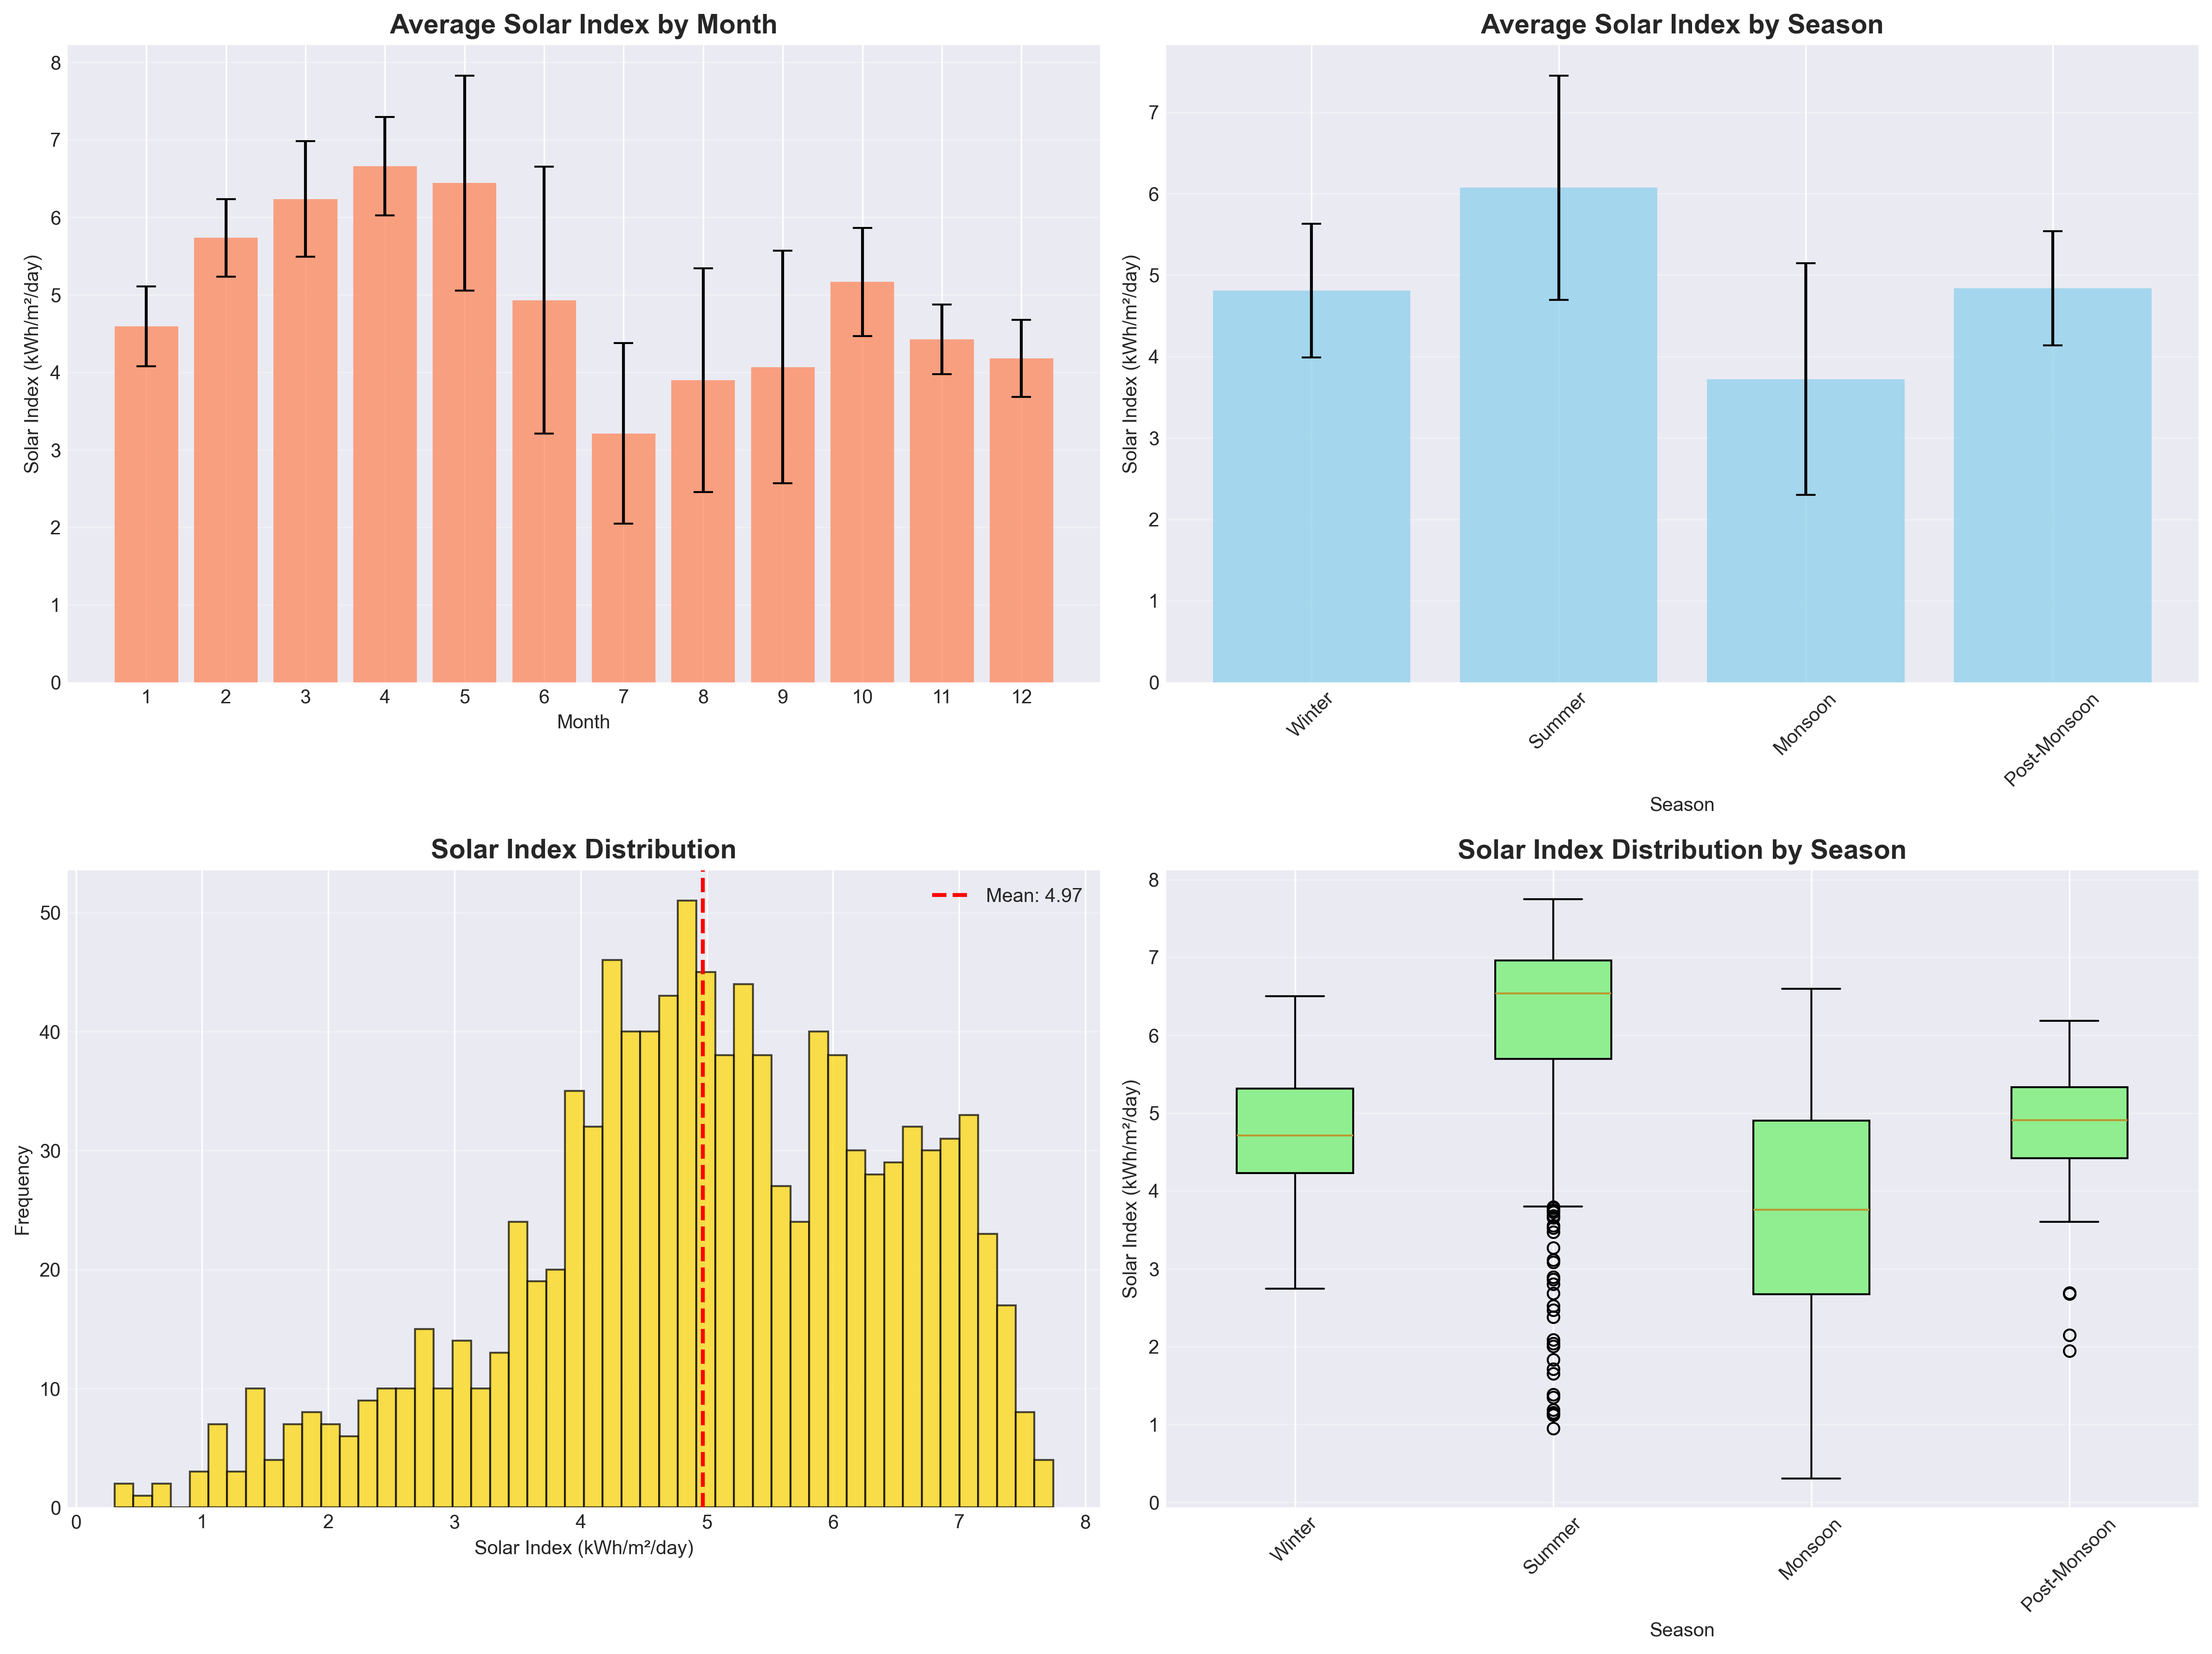 Average Solar Index by Month
Solar Index (kWh/m²/day)
8
7
6
5
4
3
2
1
0
1 2 3 4 5 6 7 8 9 10 11 12
Month
Average Solar Index by Season
Solar Index (kWh/m²/day)
7
6
5
4
3
2
1
0
Winter Summer Monsoon Post-Monsoon
Season
Solar Index Distribution
Mean: 4.97
Frequency
50
40
30
20
10
0
0 1 2 3 4 5 6 7 8
Solar Index (kWh/m²/day)
Solar Index Distribution by Season
Solar Index (kWh/m²/day)
8
7
6
5
4
3
2
1
0
Winter Summer Monsoon Post-Monsoon
Season